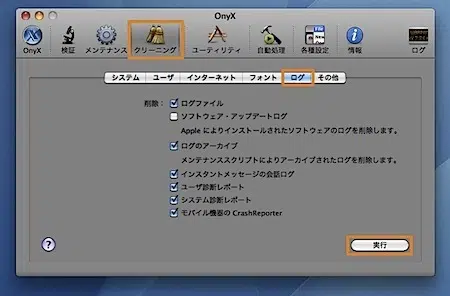 OnyX
OnyX 検証 メンテナンス クリーニング ユーティリティ 自動処理 各種設定 情報 ログ
システム ユーザ インターネット フォント ログ その他
削除： ログファイル
ソフトウェア・アップデートログ
Apple によりインストールされたソフトウェアのログを削除します。
ログのアーカイブ
メンテナンススクリプトによりアーカイブされたログを削除します。
インスタントメッセージの会話ログ
ユーザ診断レポート
システム診断レポート
モバイル機器の CrashReporter
? 実行